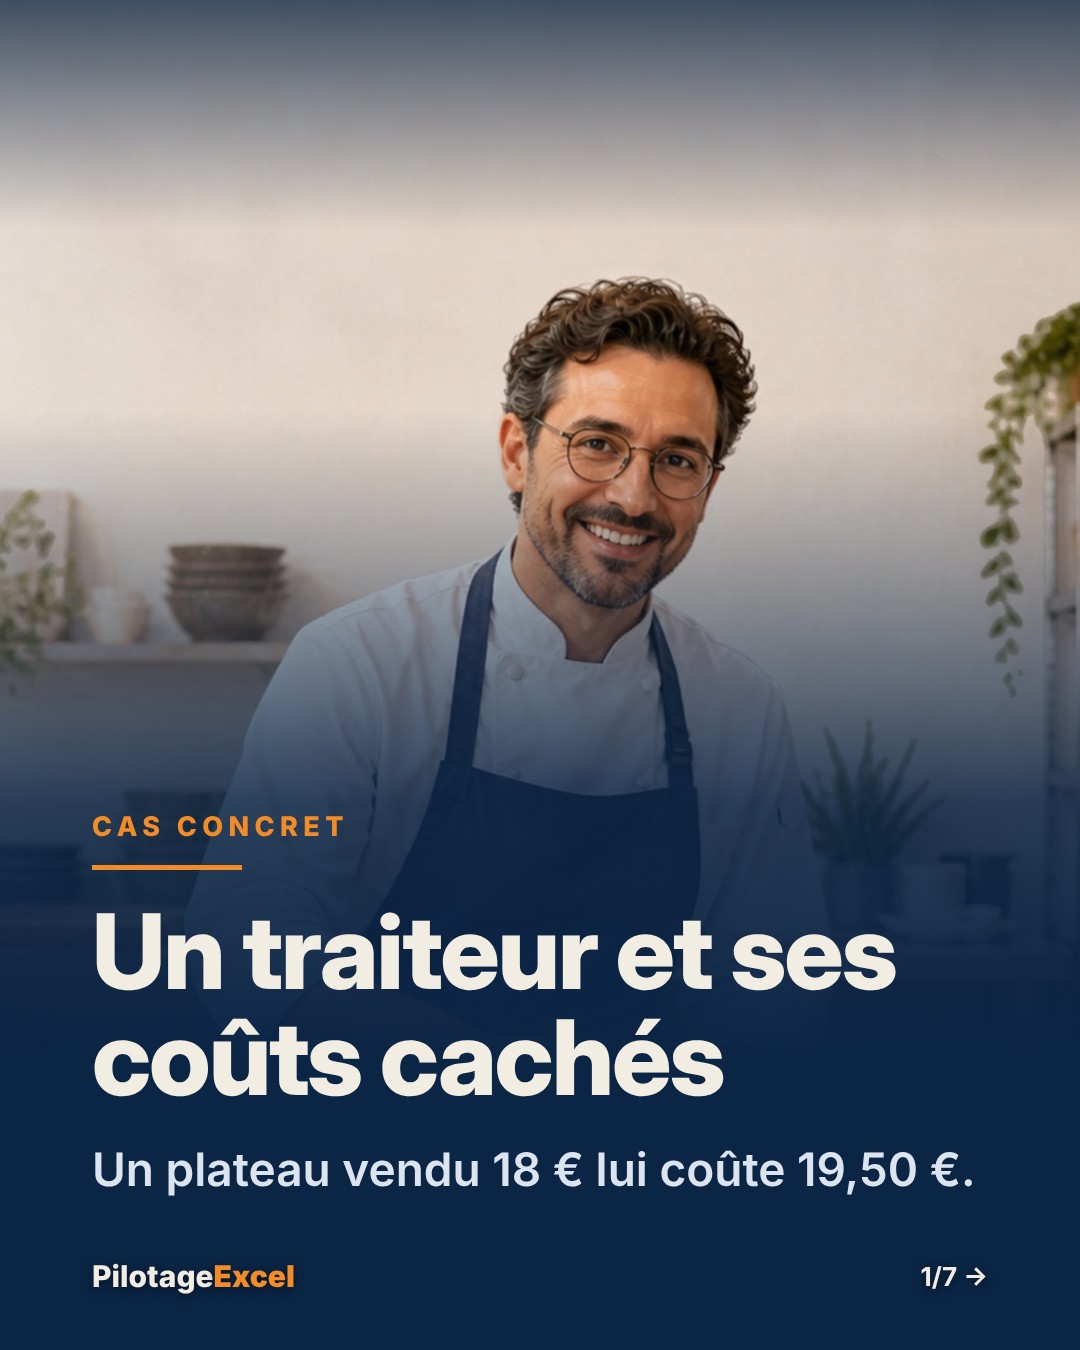 CAS CONCRET
Un traiteur et ses
coûts cachés
Un plateau vendu 18 € lui coûte 19,50 €.
PilotageExcel
1/7 →